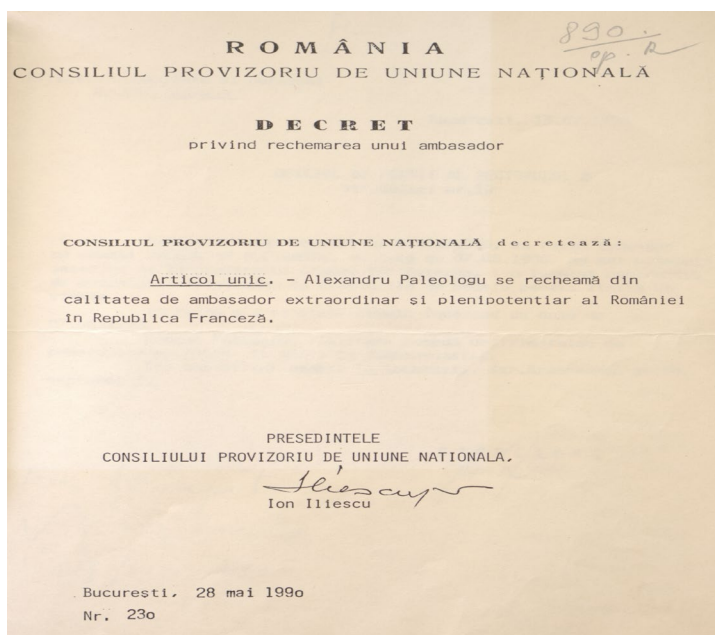 890.
op. R
ROMÂNIA
CONSILIUL PROVIZORIU DE UNIUNE NAȚIONALĂ
DECRET
privind rechemarea unui ambasador
CONSILIUL PROVIZORIU DE UNIUNE NAȚIONALĂ decretează:
Articol unic. - Alexandru Paleologu se recheamă din
calitatea de ambasador extraordinar și plenipotențiar al României
în Republica Franceză.
PRESEDINTELE
CONSILIULUI PROVIZORIU DE UNIUNE NATIONALA,
Iliescu
Ion Iliescu
București, 28 mai 199o
Nr. 23o